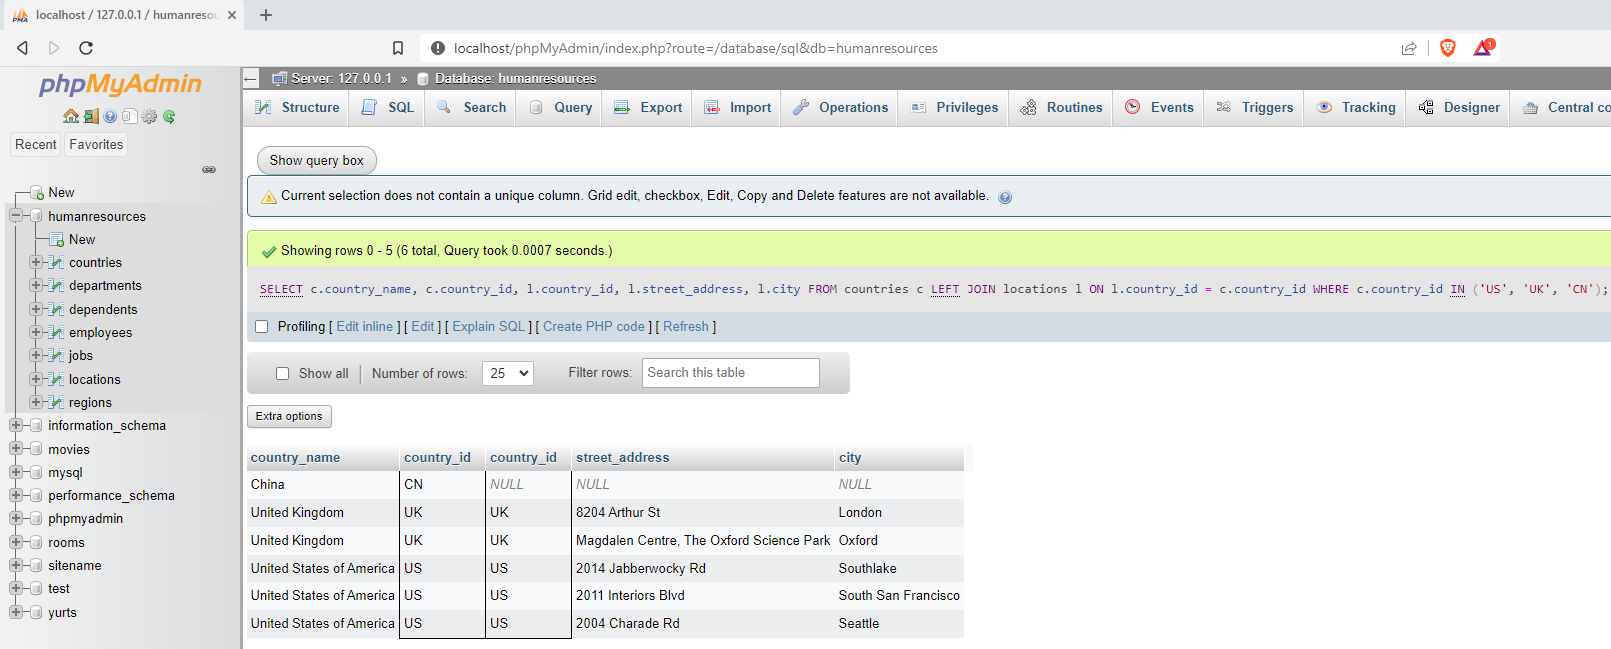 localhost / 127.0.0.1 / humanresou
localhost/phpMyAdmin/index.php?route=/database/sql&db=humanresources
1
phpMyAdmin
Server: 127.0.0.1 » Database: humanresources
Structure SQL Search Query Export Import Operations Privileges Routines Events Triggers Tracking Designer Central co
Recent Favorites
Show query box
Current selection does not contain a unique column. Grid edit, checkbox, Edit, Copy and Delete features are not available.
Showing rows 0 - 5 (6 total, Query took 0.0007 seconds.)
SELECT c.country_name, c.country_id, l.country_id, l.street_address, l.city FROM countries c LEFT JOIN locations l ON l.country_id = c.country_id WHERE c.country_id IN ('US', 'UK', 'CN');
Profiling [ Edit inline ] [ Edit ] [ Explain SQL ] [ Create PHP code ] [ Refresh ]
Show all Number of rows: 25 Filter rows: Search this table
Extra options
country_name country_id country_id street_address city
China CN NULL NULL NULL
United Kingdom UK UK 8204 Arthur St London
United Kingdom UK UK Magdalen Centre, The Oxford Science Park Oxford
United States of America US US 2014 Jabberwocky Rd Southlake
United States of America US US 2011 Interiors Blvd South San Francisco
United States of America US US 2004 Charade Rd Seattle
New
humanresources
New
countries
departments
dependents
employees
jobs
locations
regions
information_schema
movies
mysql
performance_schema
phpmyadmin
rooms
sitename
test
yurts